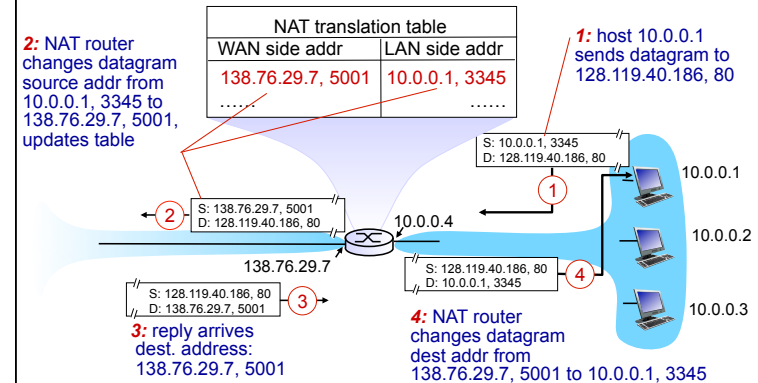 NAT translation table
WAN side addr LAN side addr
138.76.29.7, 5001 10.0.0.1, 3345
…… ……
2: NAT router
changes datagram
source addr from
10.0.0.1, 3345 to
138.76.29.7, 5001,
updates table
1: host 10.0.0.1
sends datagram to
128.119.40.186, 80
S: 10.0.0.1, 3345
D: 128.119.40.186, 80
1
10.0.0.1
S: 138.76.29.7, 5001
D: 128.119.40.186, 80
2
10.0.0.4
10.0.0.2
138.76.29.7
S: 128.119.40.186, 80
D: 10.0.0.1, 3345
4
S: 128.119.40.186, 80
D: 138.76.29.7, 5001
3
10.0.0.3
3: reply arrives
dest. address:
138.76.29.7, 5001
4: NAT router
changes datagram
dest addr from
138.76.29.7, 5001 to 10.0.0.1, 3345